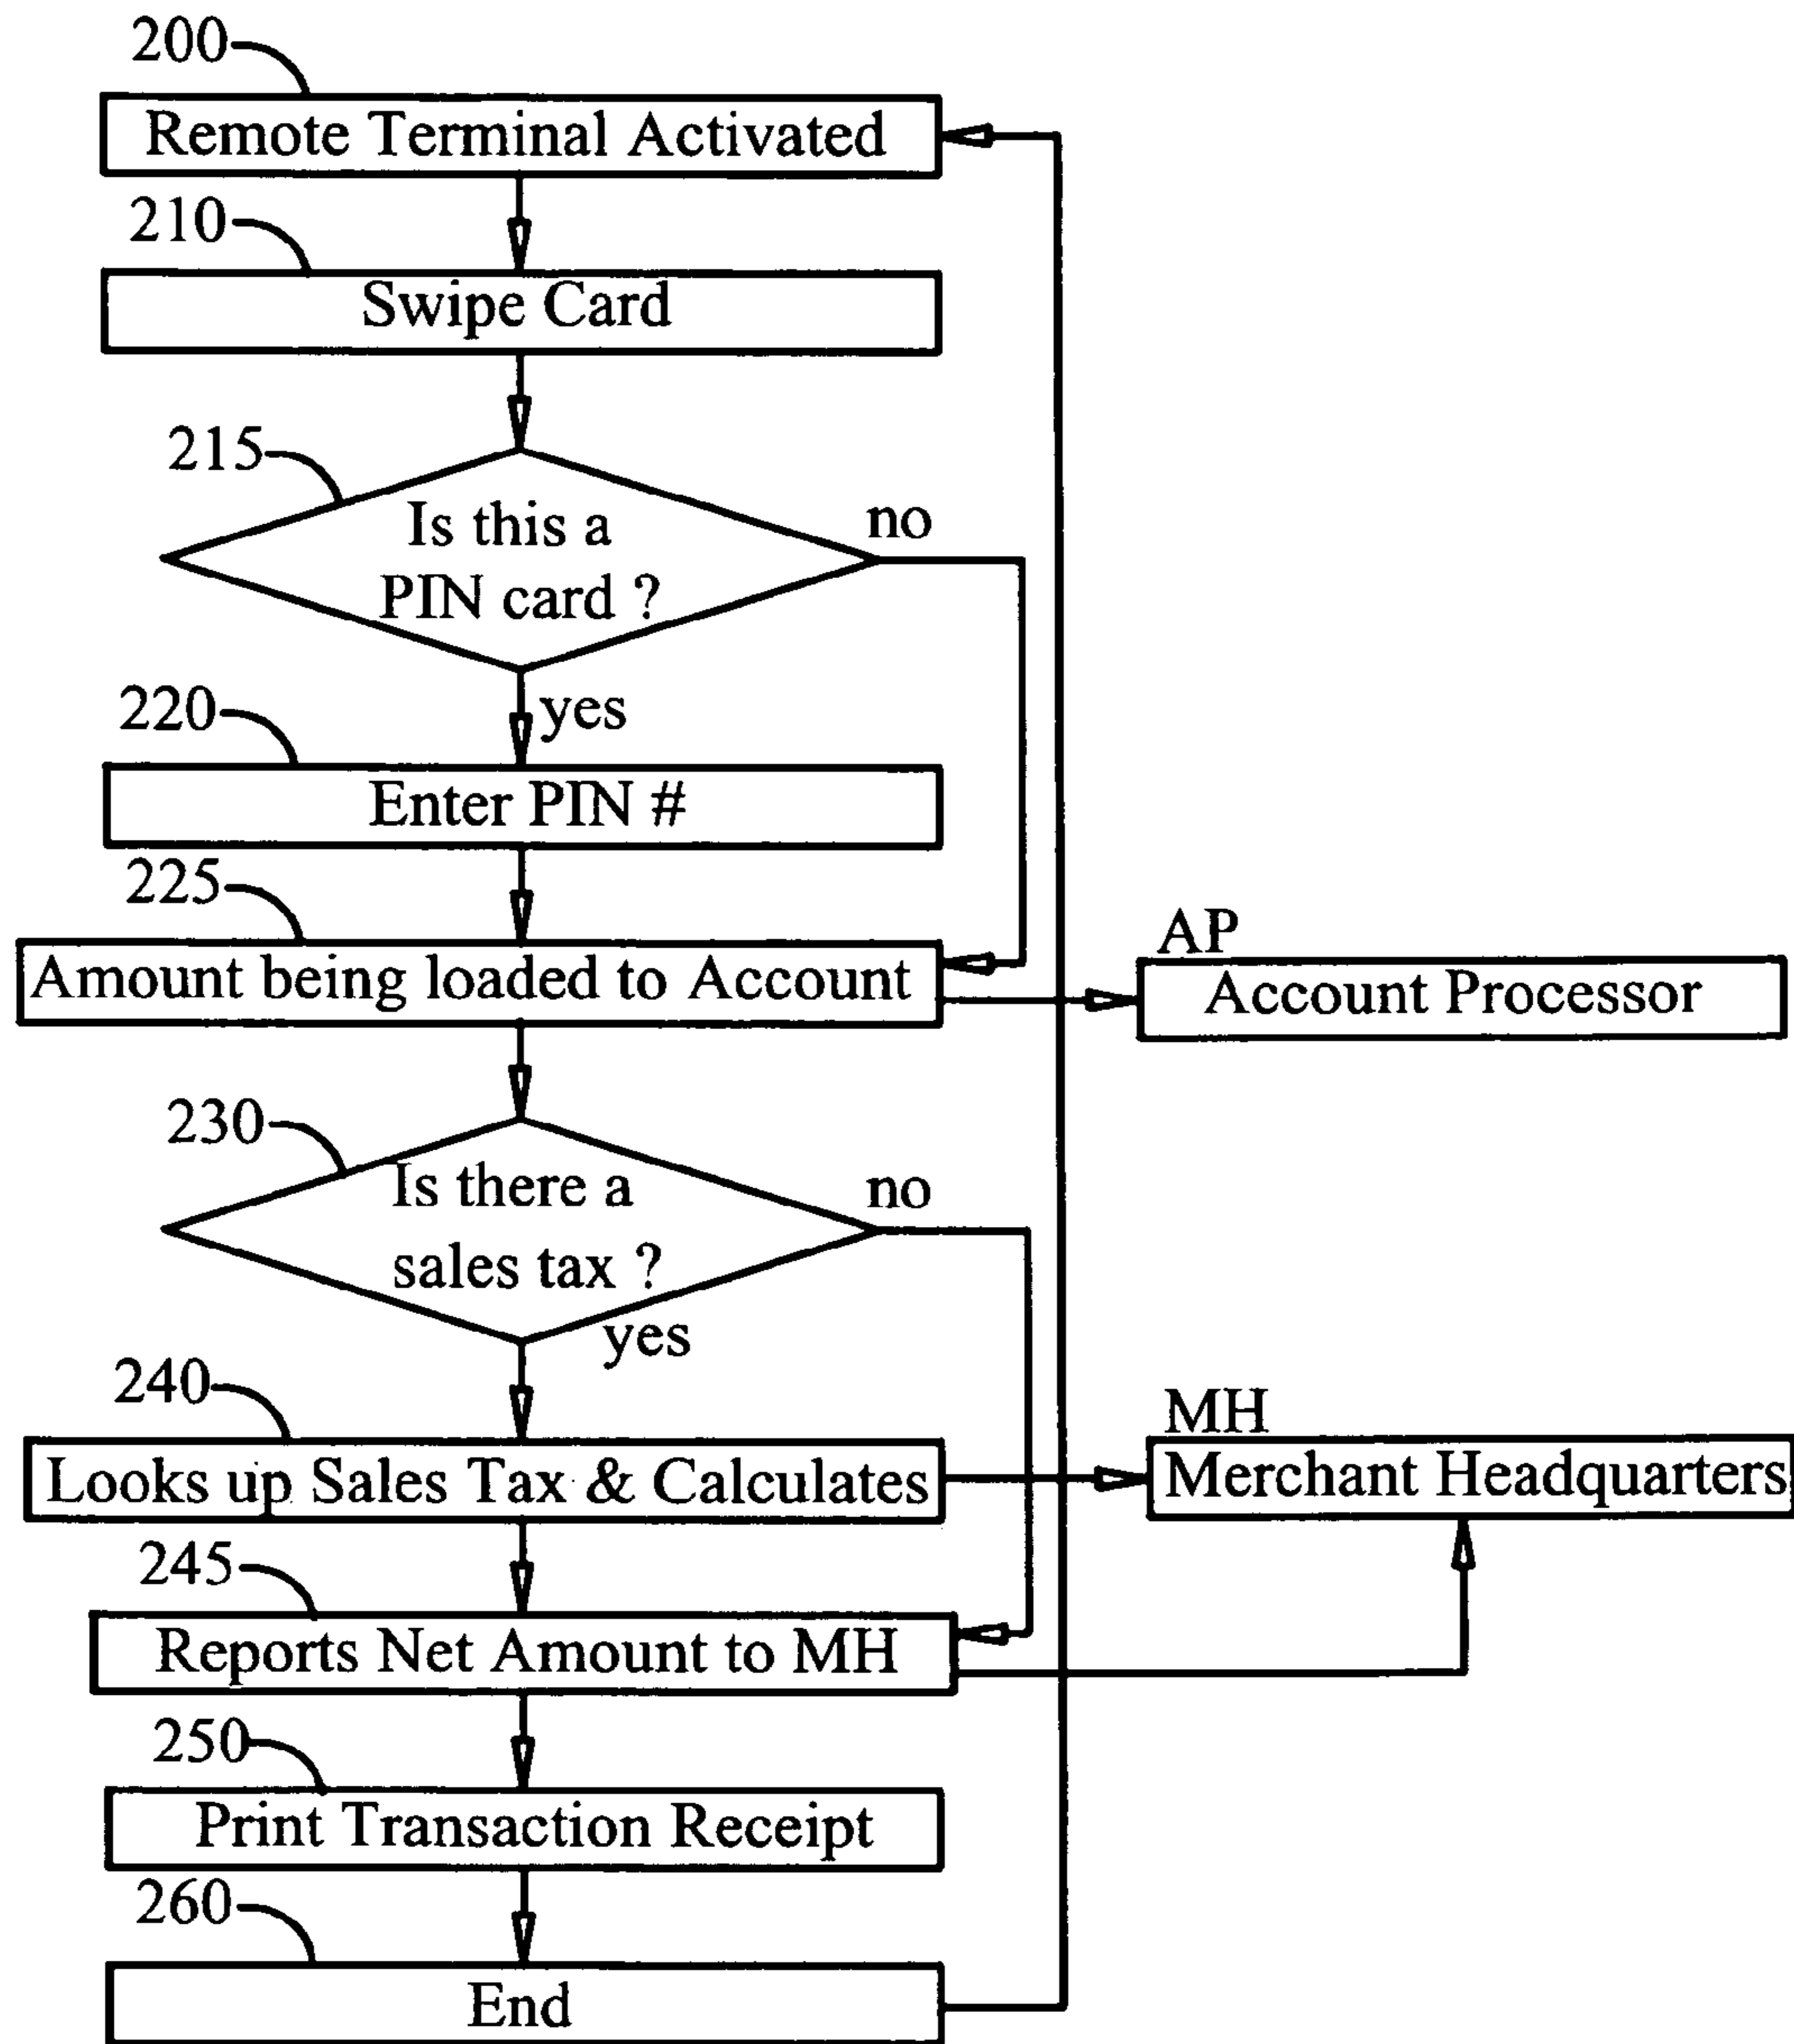 200
Remote Terminal Activated
210
Swipe Card
215
Is this a
PIN card ?
no
yes
220
Enter PIN #
225
Amount being loaded to Account
AP
Account Processor
230
Is there a
sales tax ?
no
yes
240
Looks up Sales Tax & Calculates
MH
Merchant Headquarters
245
Reports Net Amount to MH
250
Print Transaction Receipt
260
End